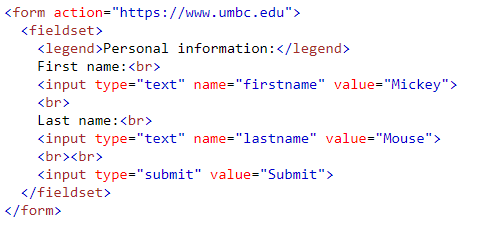 <form action="https://www.umbc.edu">
  <fieldset>
    <legend>Personal information:</legend>
    First name:<br>
    <input type="text" name="firstname" value="Mickey">
    <br>
    Last name:<br>
    <input type="text" name="lastname" value="Mouse">
    <br><br>
    <input type="submit" value="Submit">
  </fieldset>
</form>